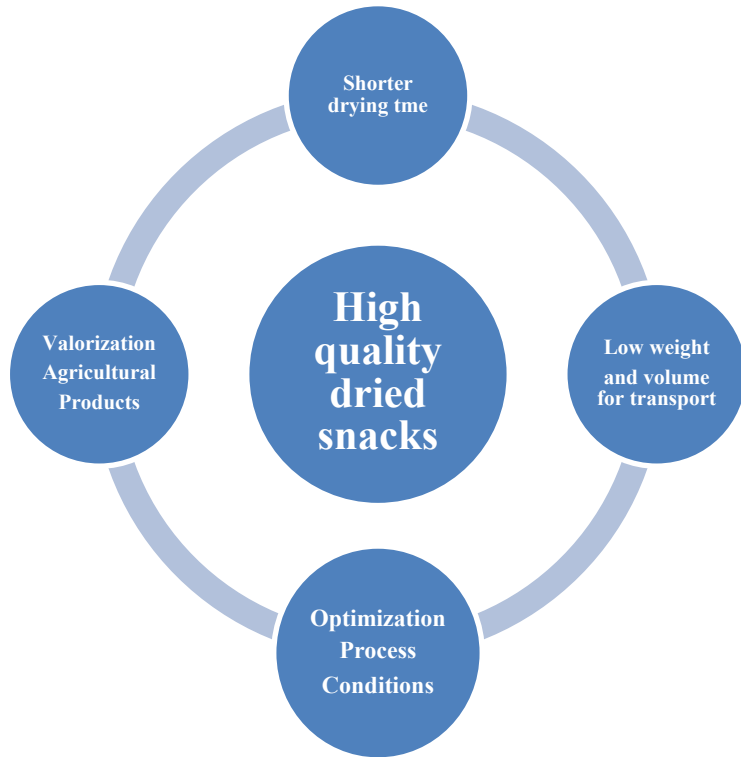 Shorter
drying tme
High
quality
dried
snacks
Valorization
Agricultural
Products
Low weight
and volume
for transport
Optimization
Process
Conditions